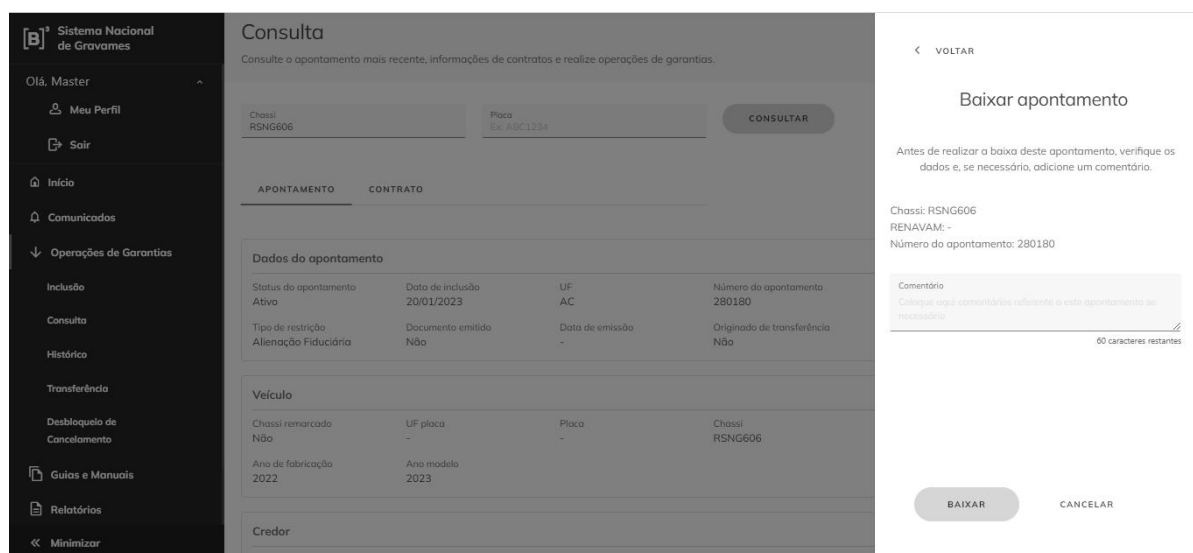 [B]³ Sistema Nacional
de Gravames
Olá, Master
Meu Perfil
Sair
Início
Comunicados
Operações de Garantias
Inclusão
Consulta
Histórico
Transferência
Desbloqueio de
Cancelamento
Guias e Manuais
Relatórios
Minimizar
Consulta
Consulte o apontamento mais recente, informações de contratos e realize operações de garantias.
Chassi
RSNG606
Placa
Ex. ABC1234
CONSULTAR
APONTAMENTO CONTRATO
Dados do apontamento
Status do apontamento Data de inclusão UF Número do apontamento
Ativo 20/01/2023 AC 280180
Tipo de restrição Documento emitido Data de emissão Originado de transferência
Alienação Fiduciária Não - Não
Veículo
Chassi remarcado UF placa Placa Chassi
Não - - RSNG606
Ano de fabricação Ano modelo
2022 2023
Credor
VOLTAR
Baixar apontamento
Antes de realizar a baixa deste apontamento, verifique os
dados e, se necessário, adicione um comentário.
Chassi: RSNG606
RENAVAM: -
Número do apontamento: 280180
Comentário
Coloque aqui comentários referente a este apontamento se
necessário
60 caracteres restantes
BAIXAR CANCELAR